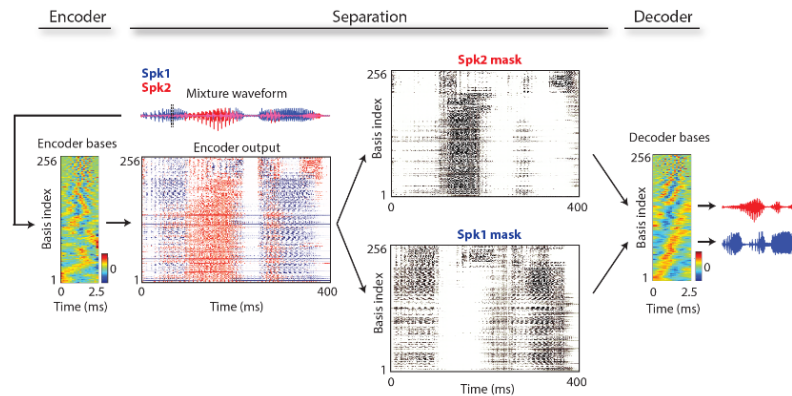 Encoder
Separation
Decoder
Spk1
Spk2
Mixture waveform
Spk2 mask
256
Basis index
1
0
400
Encoder bases
256
Basis index
1
0
2.5
Time (ms)
0
Encoder output
256
1
0
400
Time (ms)
Spk1 mask
256
Basis index
1
0
400
Time (ms)
Decoder bases
256
Basis index
1
0
2.5
Time (ms)
0